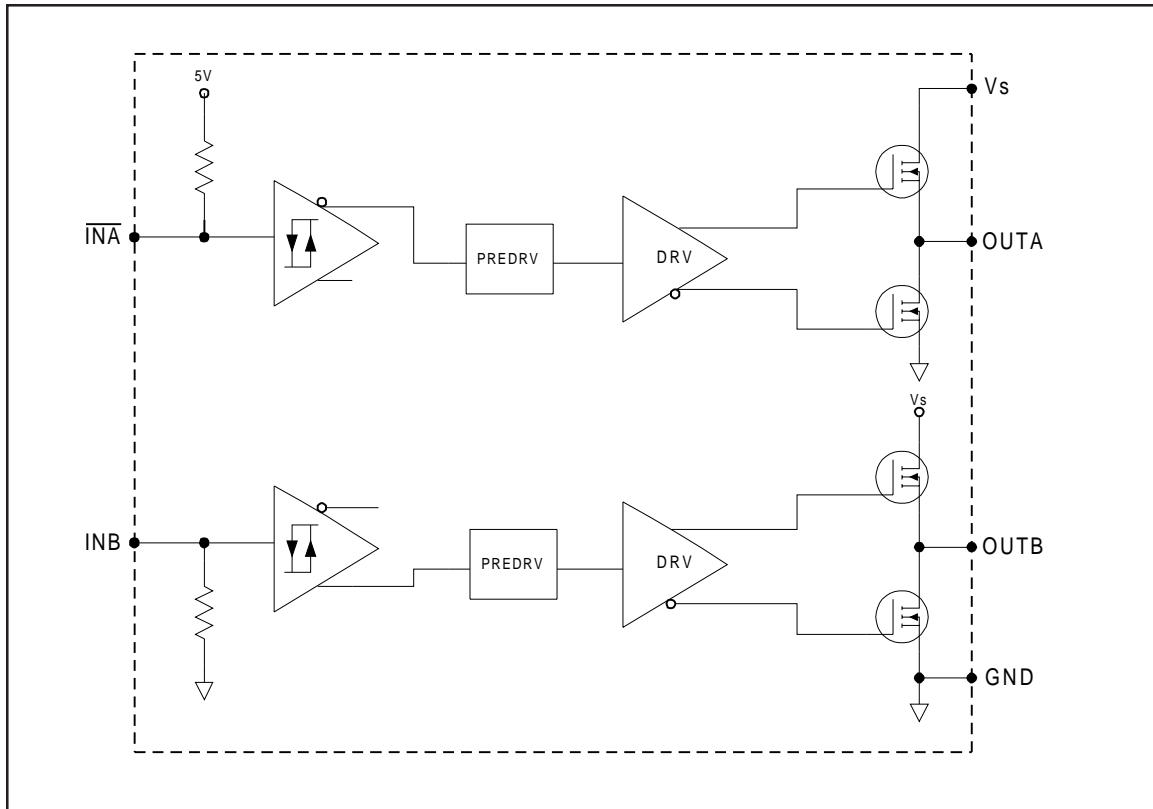 5V
Vs
INA
PREDRV
DRV
OUTA
Vs
INB
PREDRV
DRV
OUTB
GND